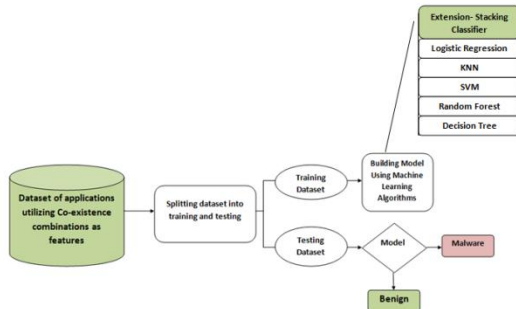 Extension- Stacking
Classifier
Logistic Regression
KNN
SVM
Random Forest
Decision Tree
Dataset of applications
utilizing Co-existence
combinations as
features
Splitting dataset into
training and testing
Training
Dataset
Building Model
Using Machine
Learning
Algorithms
Testing
Dataset
Model
Malware
Benign